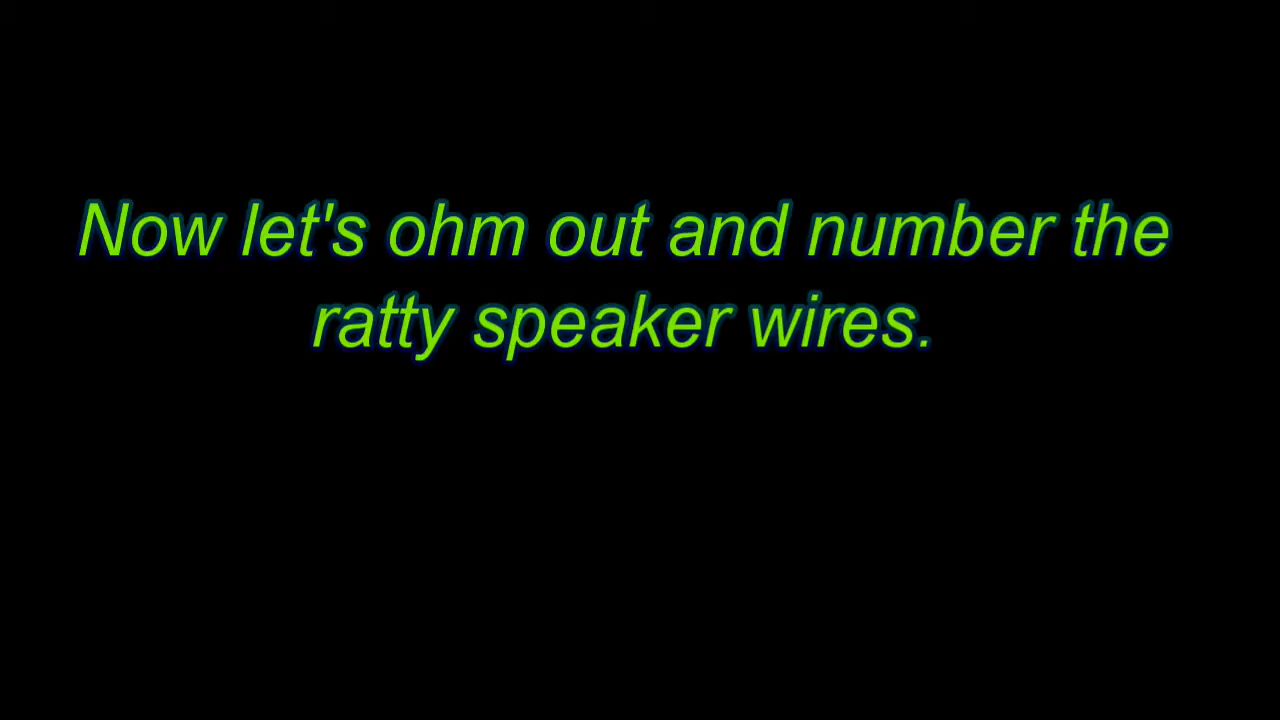 Now let's ohm out and number the
ratty speaker wires.